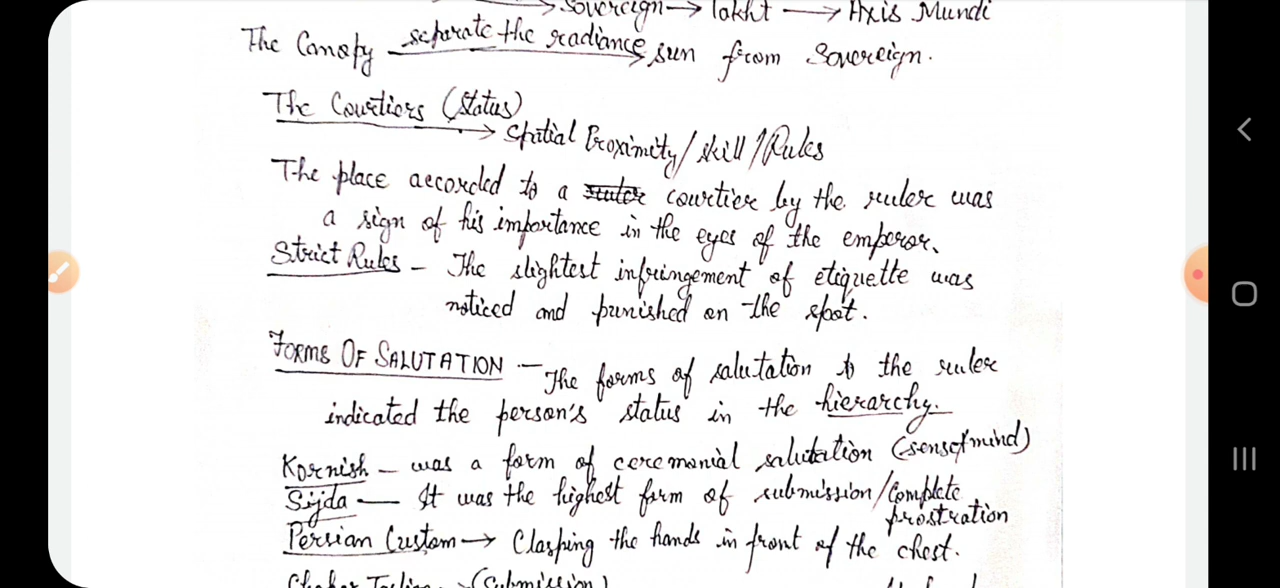 → Sovereign → Takht → Axis Mundi
The Canopy separate the radiance → sun from Sovereign.
The Courtiers (Status)
→ Spatial Proximity/skill/Rules
The place accorded to a courtier by the ruler was
a sign of his importance in the eyes of the emperor.
Strict Rules – The slightest infringement of etiquette was
noticed and punished on the spot.
FORMS OF SALUTATION – The forms of salutation to the ruler
indicated the person's status in the hierarchy.
Kornish – was a form of ceremonial salutation (sense/mind)
Sijda – It was the highest form of submission/Complete
prostration
Persian Custom → Clasping the hands in front of the chest.
(Submission)